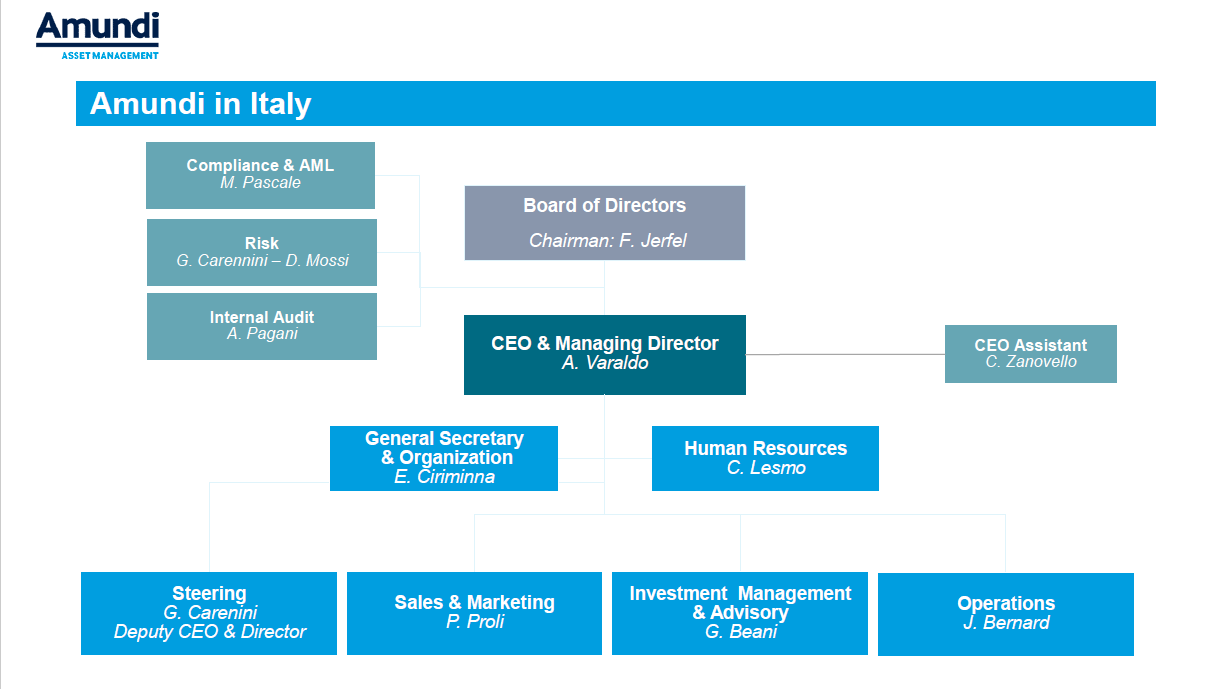 Amundi
ASSET MANAGEMENT
Amundi in Italy
Compliance & AML
M. Pascale
Risk
G. Carennini – D. Mossi
Internal Audit
A. Pagani
Board of Directors
Chairman: F. Jerfel
CEO & Managing Director
A. Varaldo
CEO Assistant
C. Zanovello
General Secretary
& Organization
E. Ciriminna
Human Resources
C. Lesmo
Steering
G. Carenini
Deputy CEO & Director
Sales & Marketing
P. Proli
Investment Management
& Advisory
G. Beani
Operations
J. Bernard